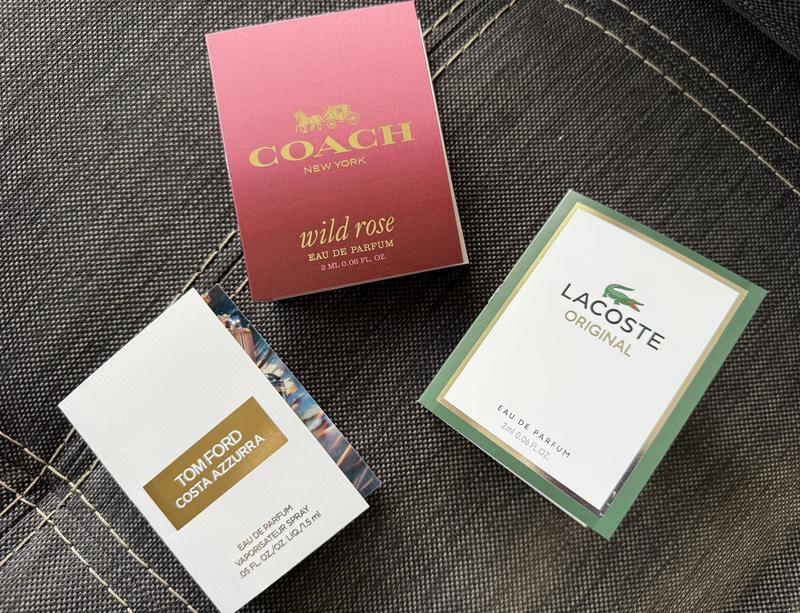 COACH
NEW YORK
wild rose
EAU DE PARFUM
2 ML 0.06 FL. OZ.
LACOSTE
ORIGINAL
EAU DE PARFUM
2ml 0.06 FL.OZ.
TOM FORD
COSTA AZZURRA
EAU DE PARFUM
VAPORISATEUR SPRAY
.05 FL. OZ./OZ. LIQ./1.5 ml